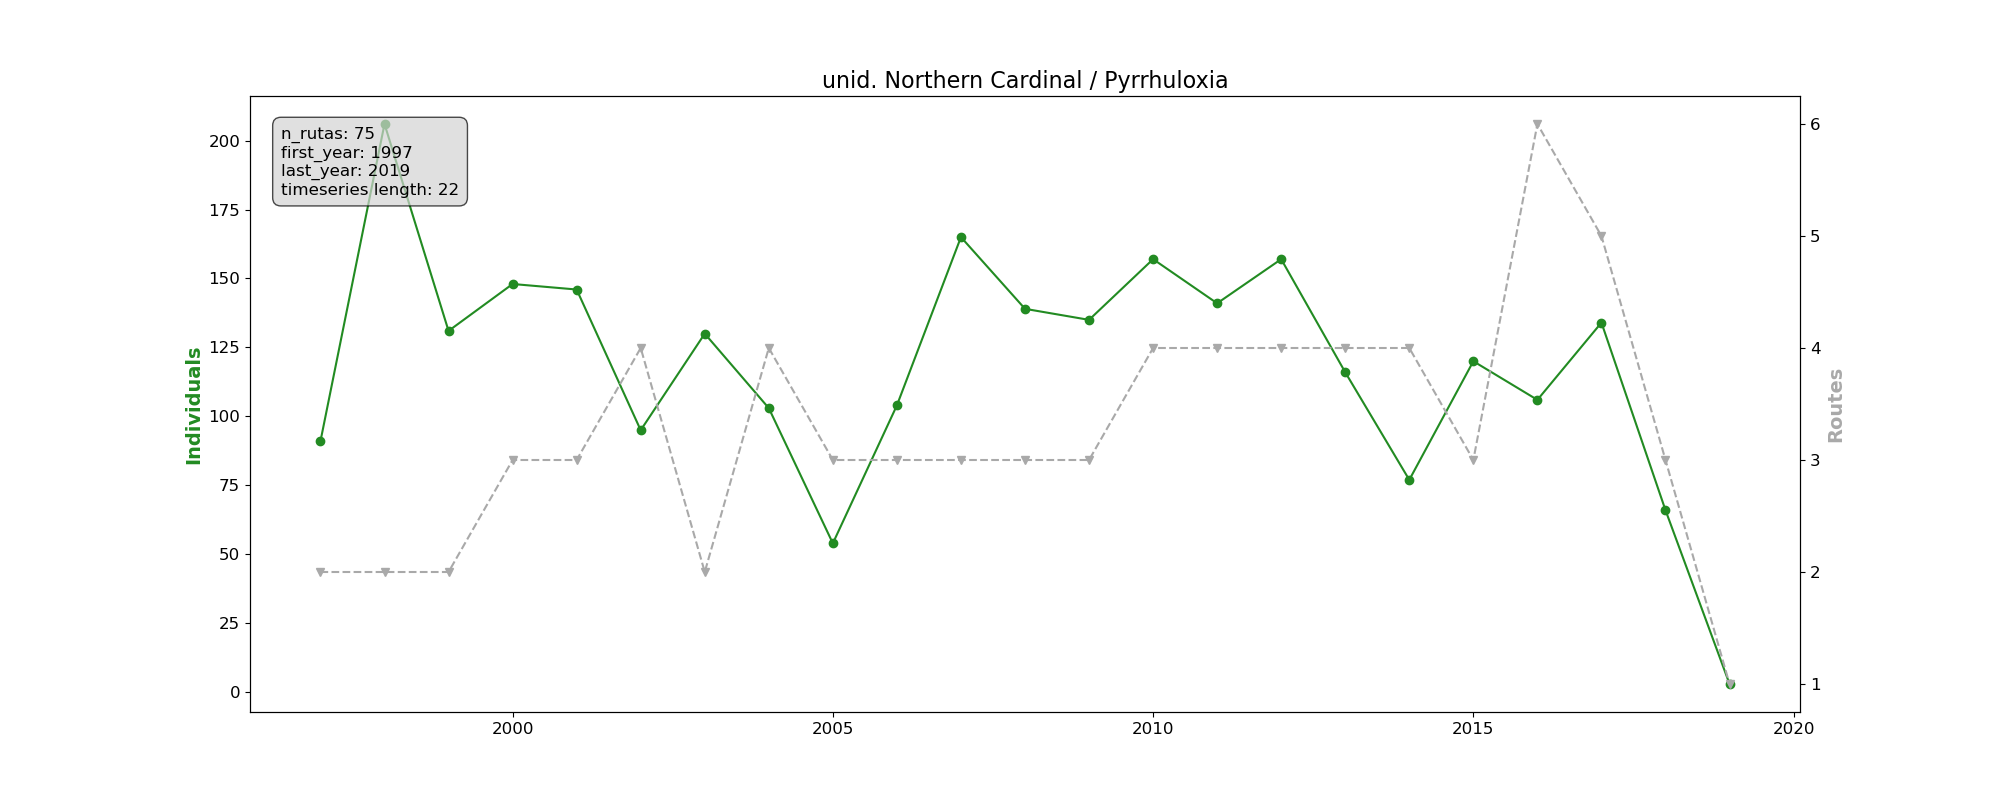 unid. Northern Cardinal / Pyrrhuloxia
n_rutas: 75
first_year: 1997
last_year: 2019
timeseries length: 22
200
175
150
125
100
75
50
25
0
Individuals
6
5
4
3
2
1
Routes
2000
2005
2010
2015
2020